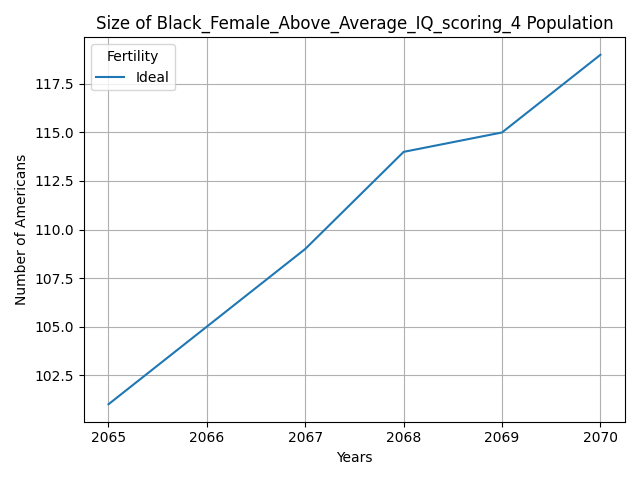 Size of Black_Female_Above_Average_IQ_scoring_4 Population
Fertility
Ideal
117.5
115.0
112.5
110.0
107.5
105.0
102.5
Number of Americans
2065 2066 2067 2068 2069 2070
Years